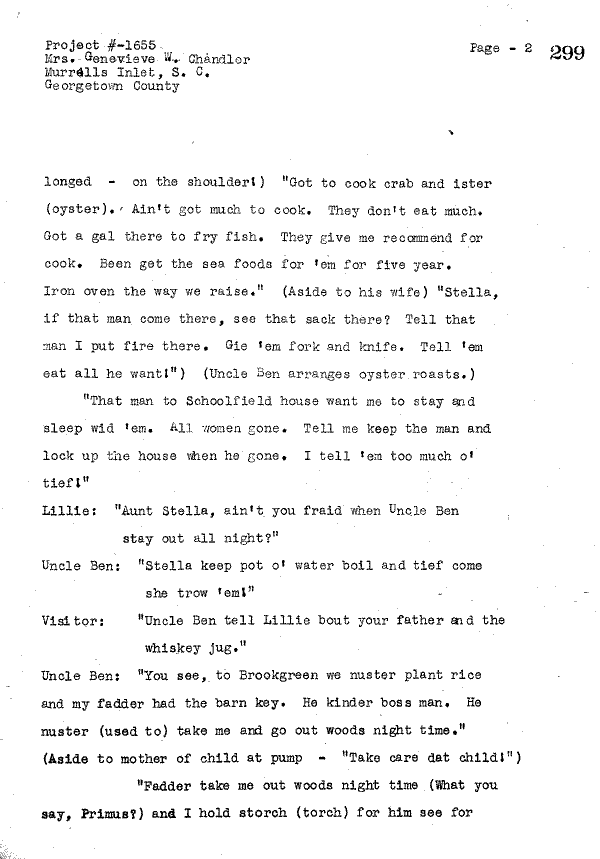 Project #-1655
Mrs. Genevieve W. Chandler
Murrells Inlet, S. C.
Georgetown County
Page - 2 299
longed - on the shoulder!) "Got to cook crab and ister
(oyster). Ain't got much to cook. They don't eat much.
Got a gal there to fry fish. They give me recommend for
cook. Been get the sea foods for 'em for five year.
Iron oven the way we raise." (Aside to his wife) "Stella,
if that man come there, see that sack there? Tell that
man I put fire there. Gie 'em fork and knife. Tell 'em
eat all he want!") (Uncle Ben arranges oyster roasts.)
"That man to Schoolfield house want me to stay and
sleep wid 'em. All women gone. Tell me keep the man and
lock up the house when he gone. I tell 'em too much o'
tief!"
Lillie: "Aunt Stella, ain't you fraid when Uncle Ben
stay out all night?"
Uncle Ben: "Stella keep pot o' water boil and tief come
she trow 'em!"
Visitor: "Uncle Ben tell Lillie bout your father and the
whiskey jug."
Uncle Ben: "You see, to Brookgreen we nuster plant rice
and my fadder had the barn key. He kinder boss man. He
nuster (used to) take me and go out woods night time."
(Aside to mother of child at pump - "Take care dat child!")
"Fadder take me out woods night time (What you
say, Primus?) and I hold storch (torch) for him see for